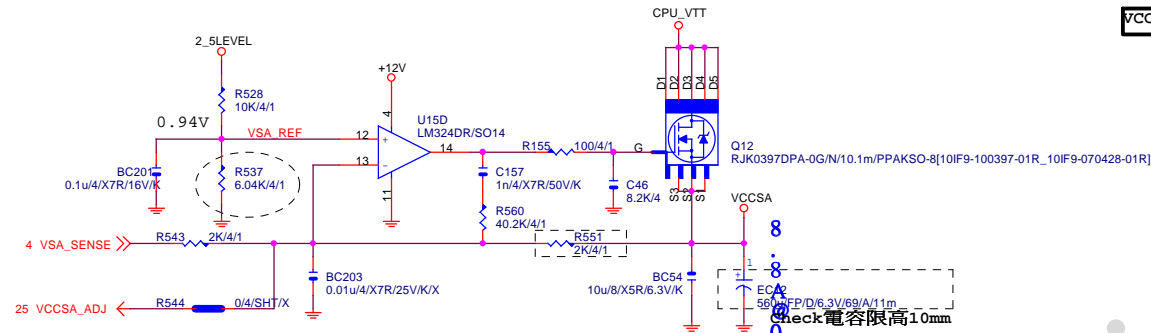 CPU_VTT
VCC
2_5LEVEL
+12V
D1
D2
D3
D4
D5
R528
10K/4/1
0.94V
VSA_REF
12
13
4
11
14
U15D
LM324DR/SO14
R155
100/4/1
G
Q12
RJK0397DPA-0G/N/10.1m/PPAKSO-8[10IF9-100397-01R_10IF9-070428-01R]
BC201
0.1u/4/X7R/16V/K
R537
6.04K/4/1
C157
1n/4/X7R/50V/K
C46
8.2K/4
S3
S2
S1
VCCSA
R560
40.2K/4/1
4 VSA_SENSE
R543
2K/4/1
R551
2K/4/1
8.8A@0
BC203
0.01u/4/X7R/25V/K/X
BC54
10u/8/X5R/6.3V/K
1
+
560u/FP/D/6.3V/69/A/11m
Check電容限高10mm
25 VCCSA_ADJ
R544
0/4/SHT/X